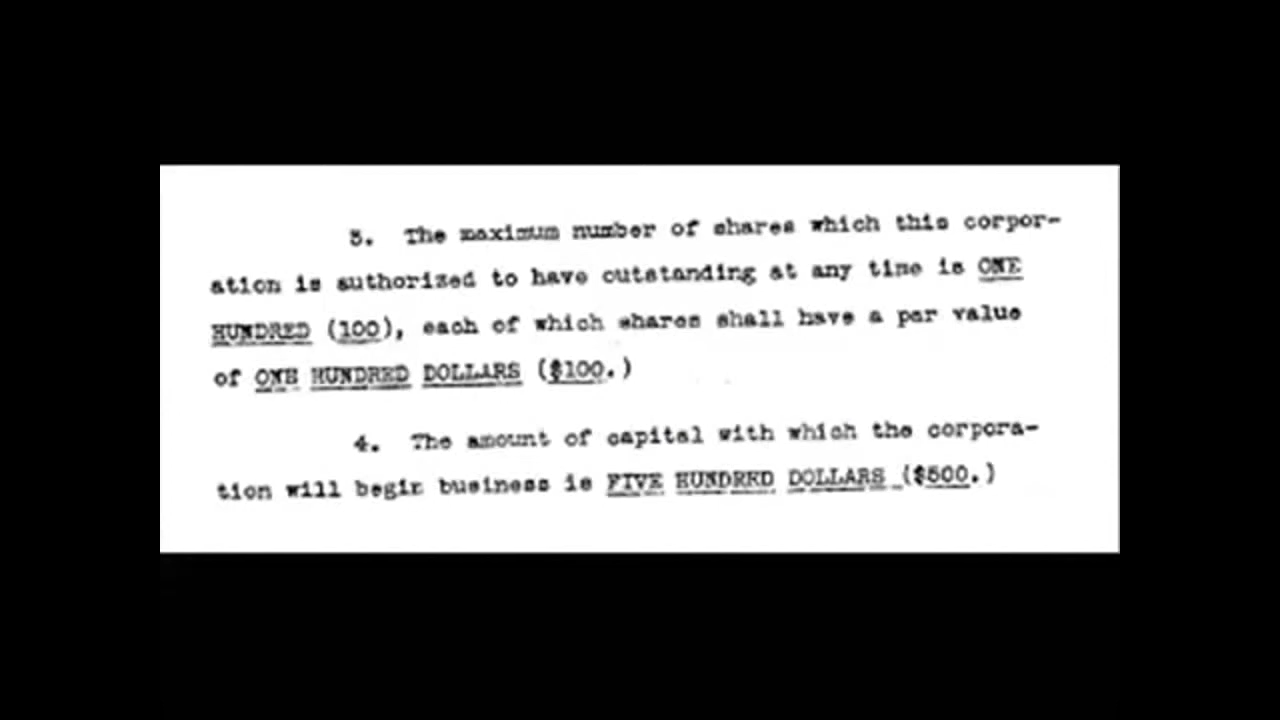 3. The maximum number of shares which this corpor-
ation is authorized to have outstanding at any time is ONE
HUNDRED (100), each of which shares shall have a par value
of ONE HUNDRED DOLLARS ($100.)
4. The amount of capital with which the corpora-
tion will begin business is FIVE HUNDRED DOLLARS ($500.)